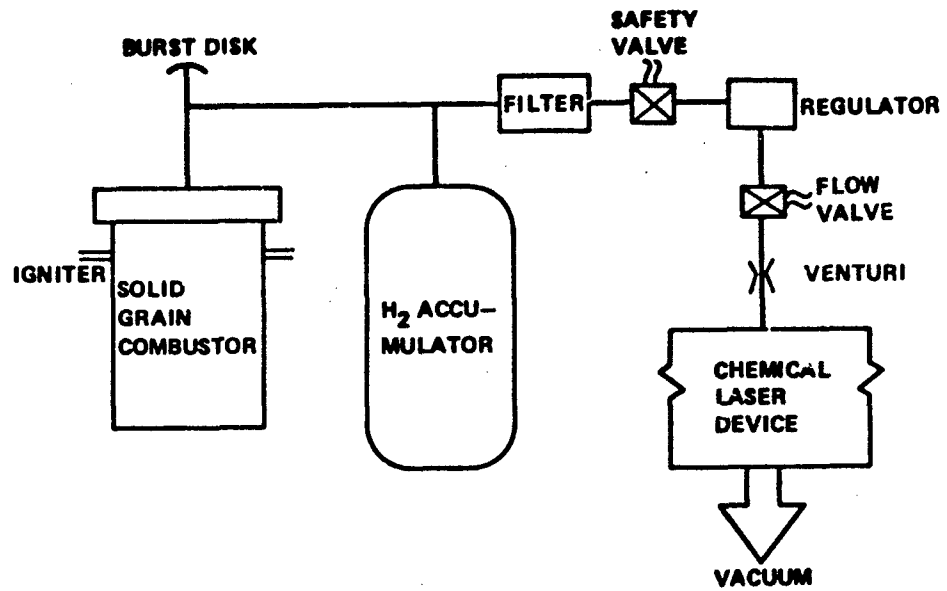 SAFETY
VALVE
BURST DISK
FILTER
REGULATOR
FLOW
VALVE
IGNITER
SOLID
GRAIN
COMBUSTOR
H2 ACCU-
MULATOR
VENTURI
CHEMICAL
LASER
DEVICE
VACUUM